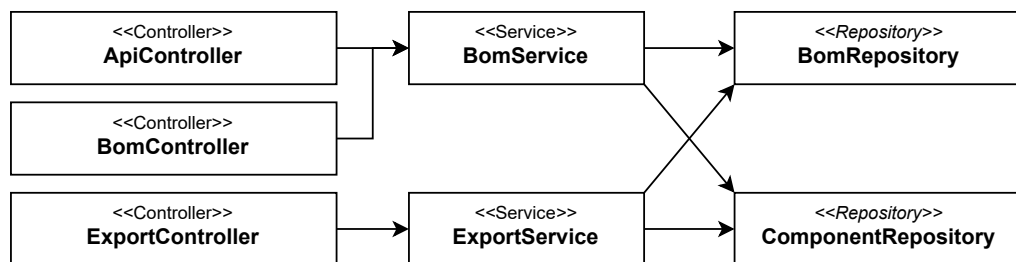 <<Controller>>
ApiController
<<Service>>
BomService
<<Repository>>
BomRepository
<<Controller>>
BomController
<<Controller>>
ExportController
<<Service>>
ExportService
<<Repository>>
ComponentRepository